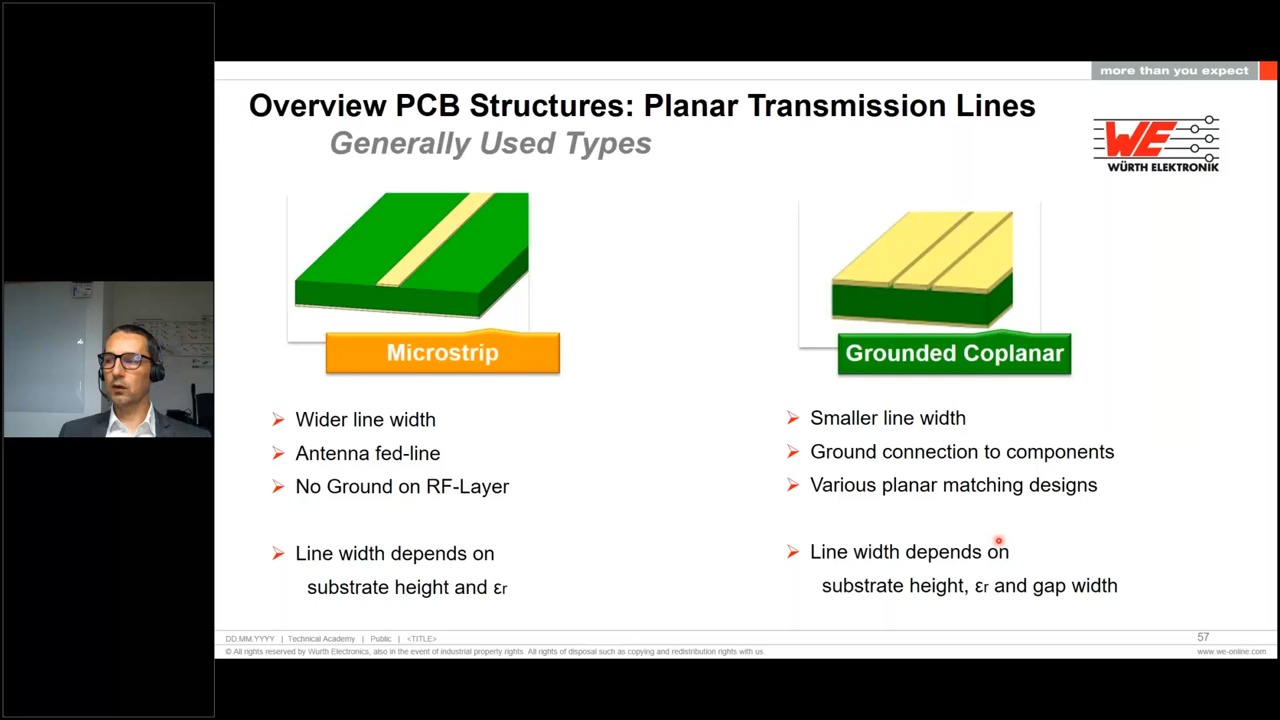 more than you expect
Overview PCB Structures: Planar Transmission Lines
Generally Used Types
WE
WÜRTH ELEKTRONIK
Microstrip
Wider line width
Antenna fed-line
No Ground on RF-Layer
Line width depends on
substrate height and εr
Grounded Coplanar
Smaller line width
Ground connection to components
Various planar matching designs
Line width depends on
substrate height, εr and gap width
DD.MM.YYYY | Technical Academy | Public | <TITLE>
57
© All rights reserved by Wurth Electronics, also in the event of industrial property rights. All rights of disposal such as copying and redistribution rights with us.
www.we-online.com